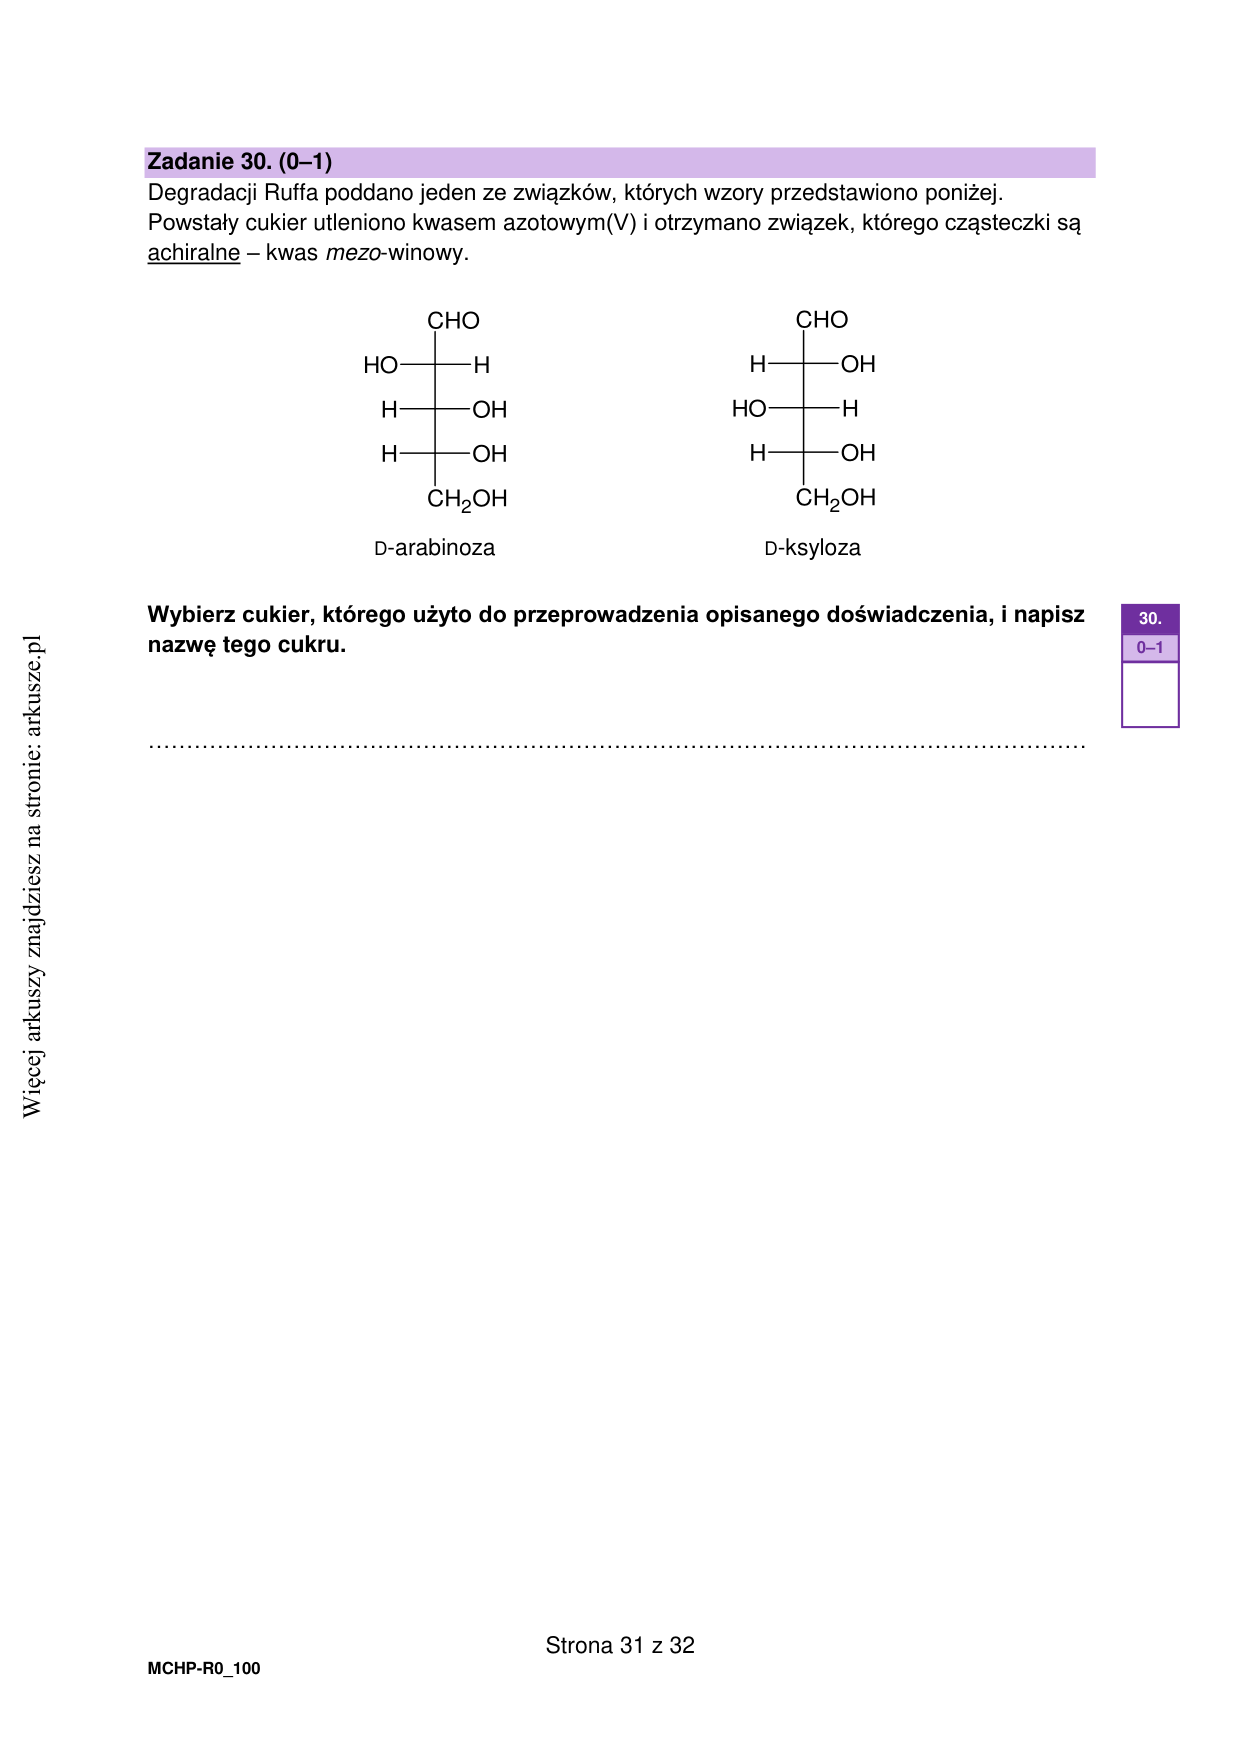 Zadanie 30. (0–1)
Degradacji Ruffa poddano jeden ze związków, których wzory przedstawiono poniżej.
Powstały cukier utleniono kwasem azotowym(V) i otrzymano związek, którego cząsteczki są
achiralne – kwas mezo-winowy.
CHO
HO H
H OH
H OH
CH2OH
D-arabinoza
CHO
H OH
HO H
H OH
CH2OH
D-ksyloza
Wybierz cukier, którego użyto do przeprowadzenia opisanego doświadczenia, i napisz
nazwę tego cukru.
30.
0–1
....................................................................................................................
Więcej arkuszy znajdziesz na stronie: arkusze.pl
Strona 31 z 32
MCHP-R0_100